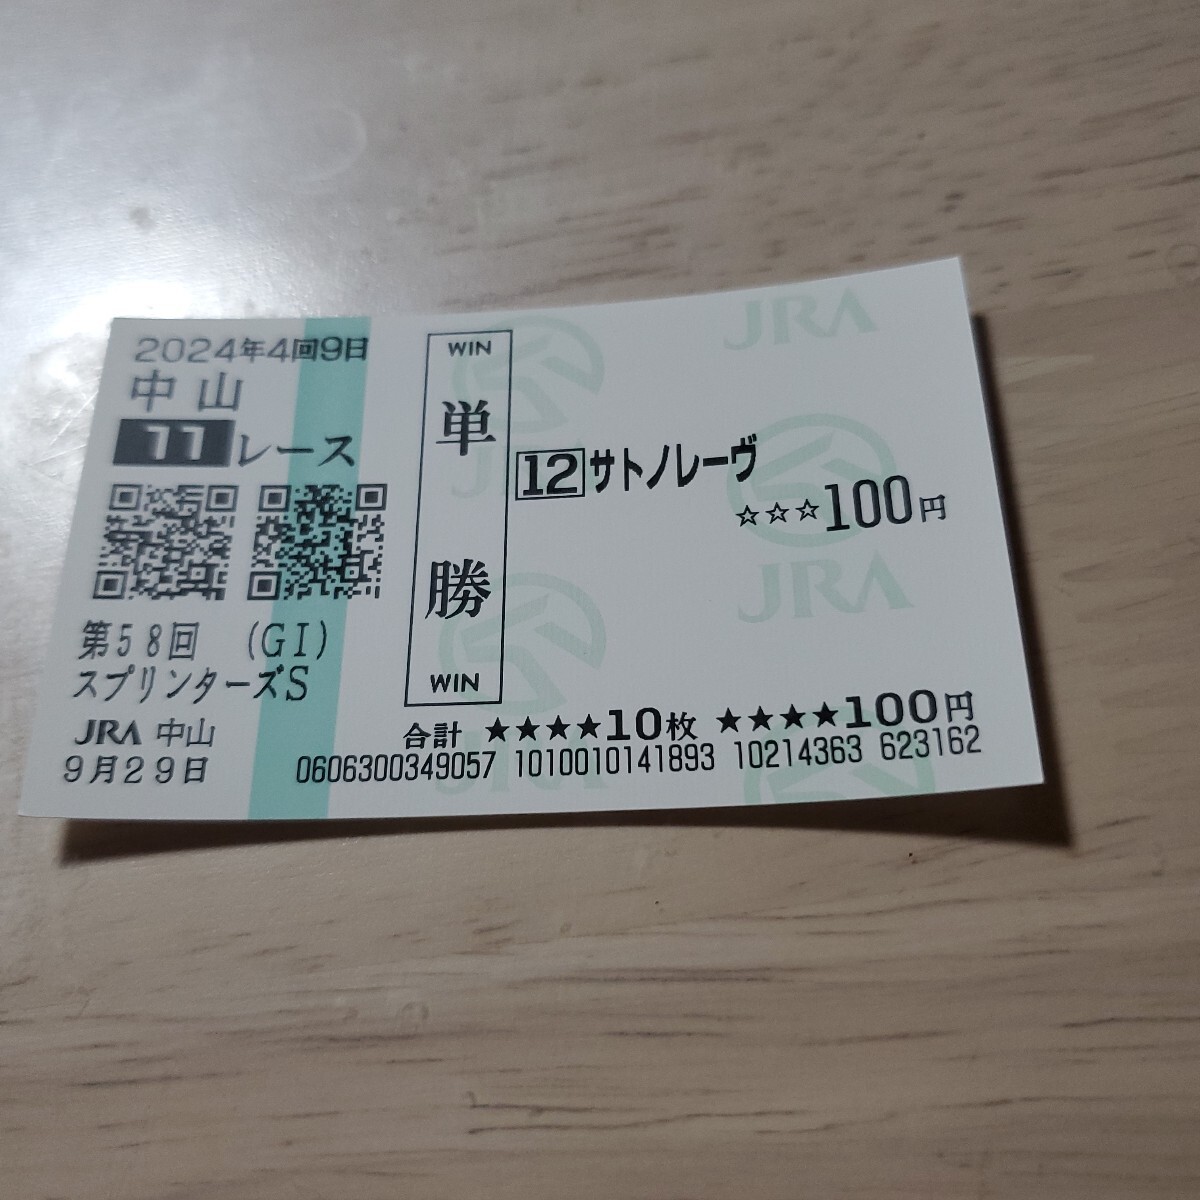 2024年4回9日
中山
11レース
第58回 (GI)
スプリンターズS
JRA 中山
9月29日
WIN
単勝
WIN
12サトノレーヴ
☆☆☆100円
合計 ★★★★10枚 ★★★★100円
0606300349057 1010010141893 10214363 623162
JRA
JRA